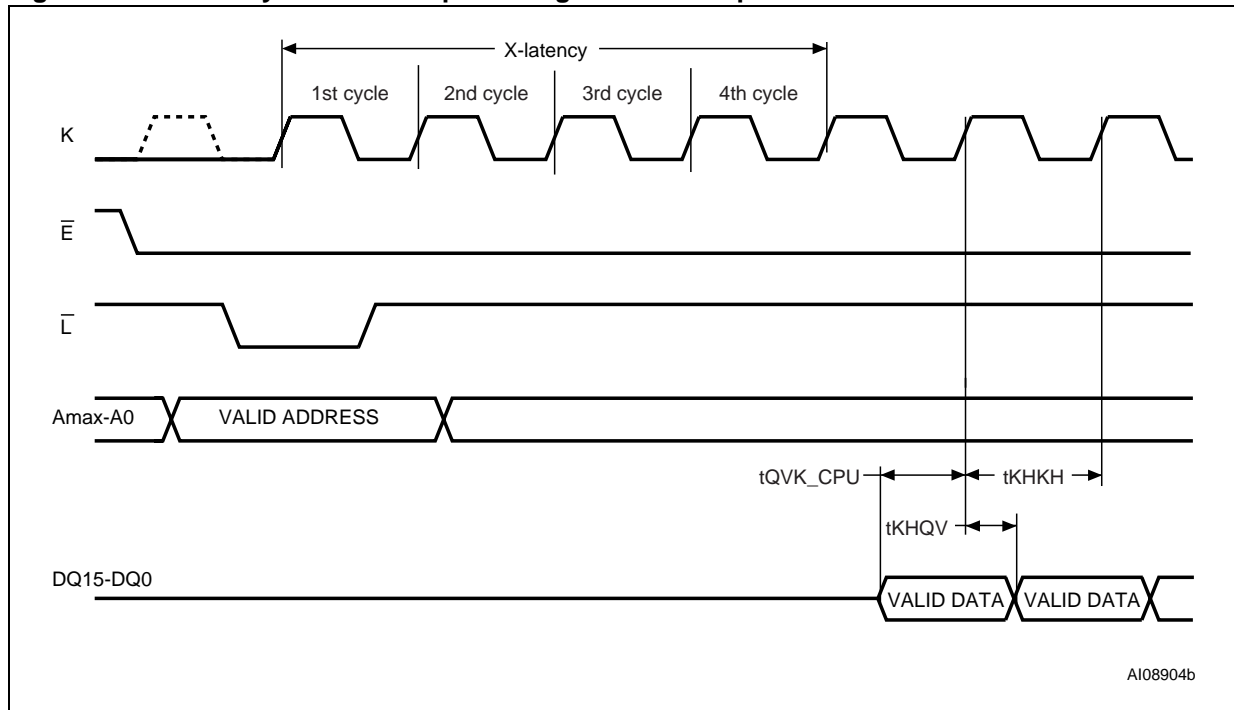 X-latency
1st cycle
2nd cycle
3rd cycle
4th cycle
K
E
L
Amax-A0
VALID ADDRESS
tQVK_CPU
tKHKH
tKHQV
DQ15-DQ0
VALID DATA
VALID DATA
AI08904b